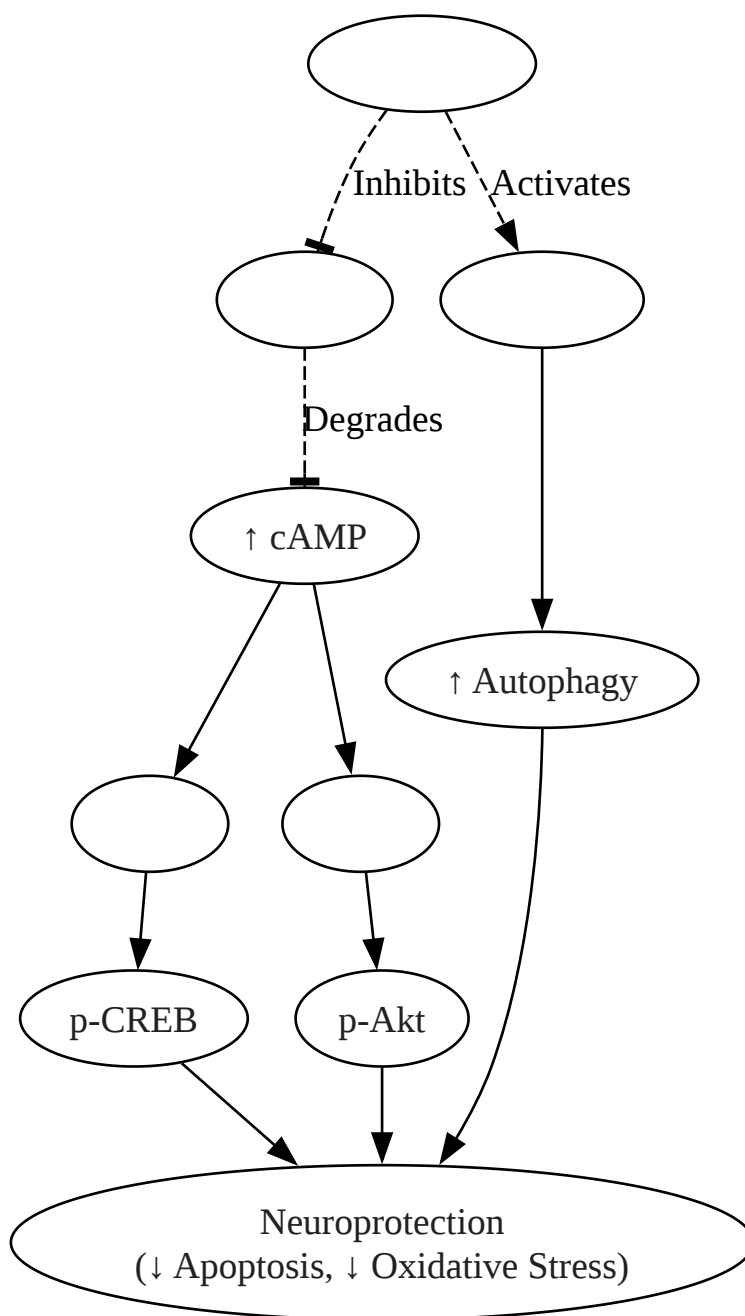 Inhibits
Activates
Degrades
↑ cAMP
↑ Autophagy
p-CREB
p-Akt
Neuroprotection
(↓ Apoptosis, ↓ Oxidative Stress)